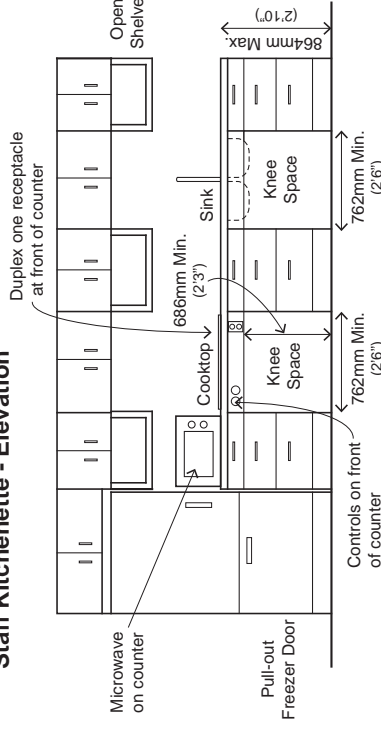 Staff Kitchenette - Elevation
Duplex one receptacle
at front of counter
Open
Shelve
Microwave
on counter
Cooktop
686mm Min.
(2'3")
Sink
864mm Max.
(2'10")
Knee
Space
Knee
Space
Pull-out
Freezer Door
Controls on front
of counter
762mm Min.
(2'6")
762mm Min.
(2'6")